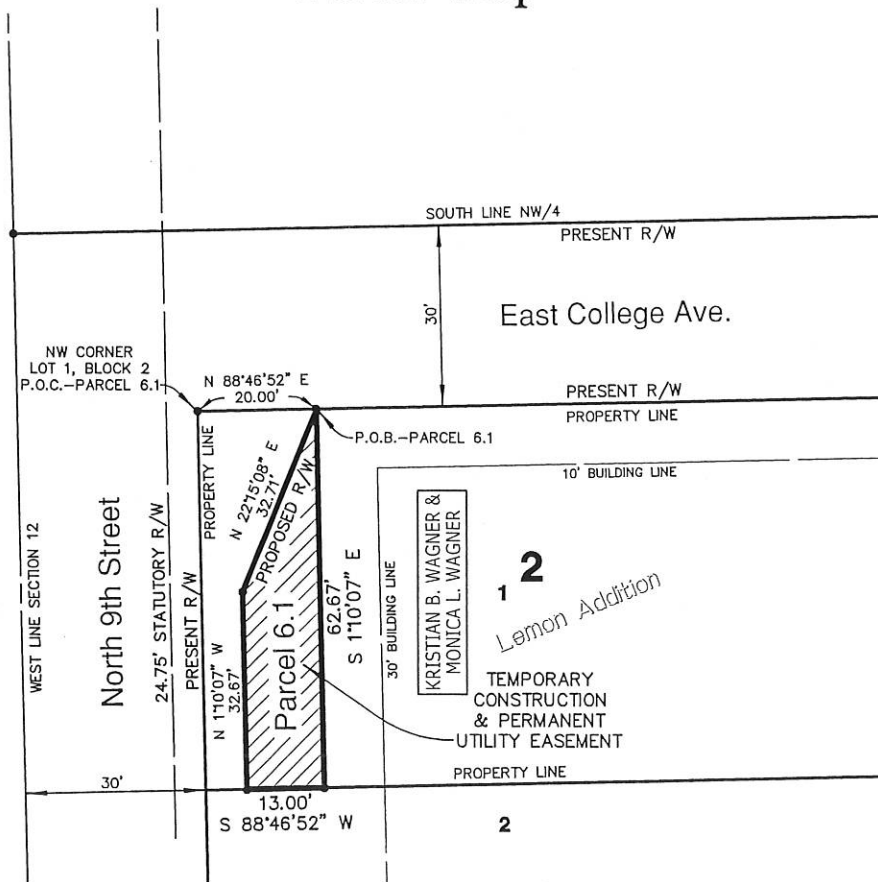 SOUTH LINE NW/4
PRESENT R/W
30'
East College Ave.
NW CORNER
LOT 1, BLOCK 2
P.O.C.-PARCEL 6.1
N 88°46'52" E
20.00'
PRESENT R/W
PROPERTY LINE
P.O.B.-PARCEL 6.1
10' BUILDING LINE
WEST LINE SECTION 12
North 9th Street
24.75' STATUTORY R/W
PRESENT R/W
PROPERTY LINE
N 22°15'08" E
32.71'
PROPOSED R/W
N 1°10'07" W
32.67'
Parcel 6.1
62.67'
S 1°10'07" E
30' BUILDING LINE
KRISTIAN B. WAGNER &
MONICA L. WAGNER
1
2
Lemon Addition
TEMPORARY
CONSTRUCTION
& PERMANENT
UTILITY EASEMENT
PROPERTY LINE
30'
13.00'
S 88°46'52" W
2